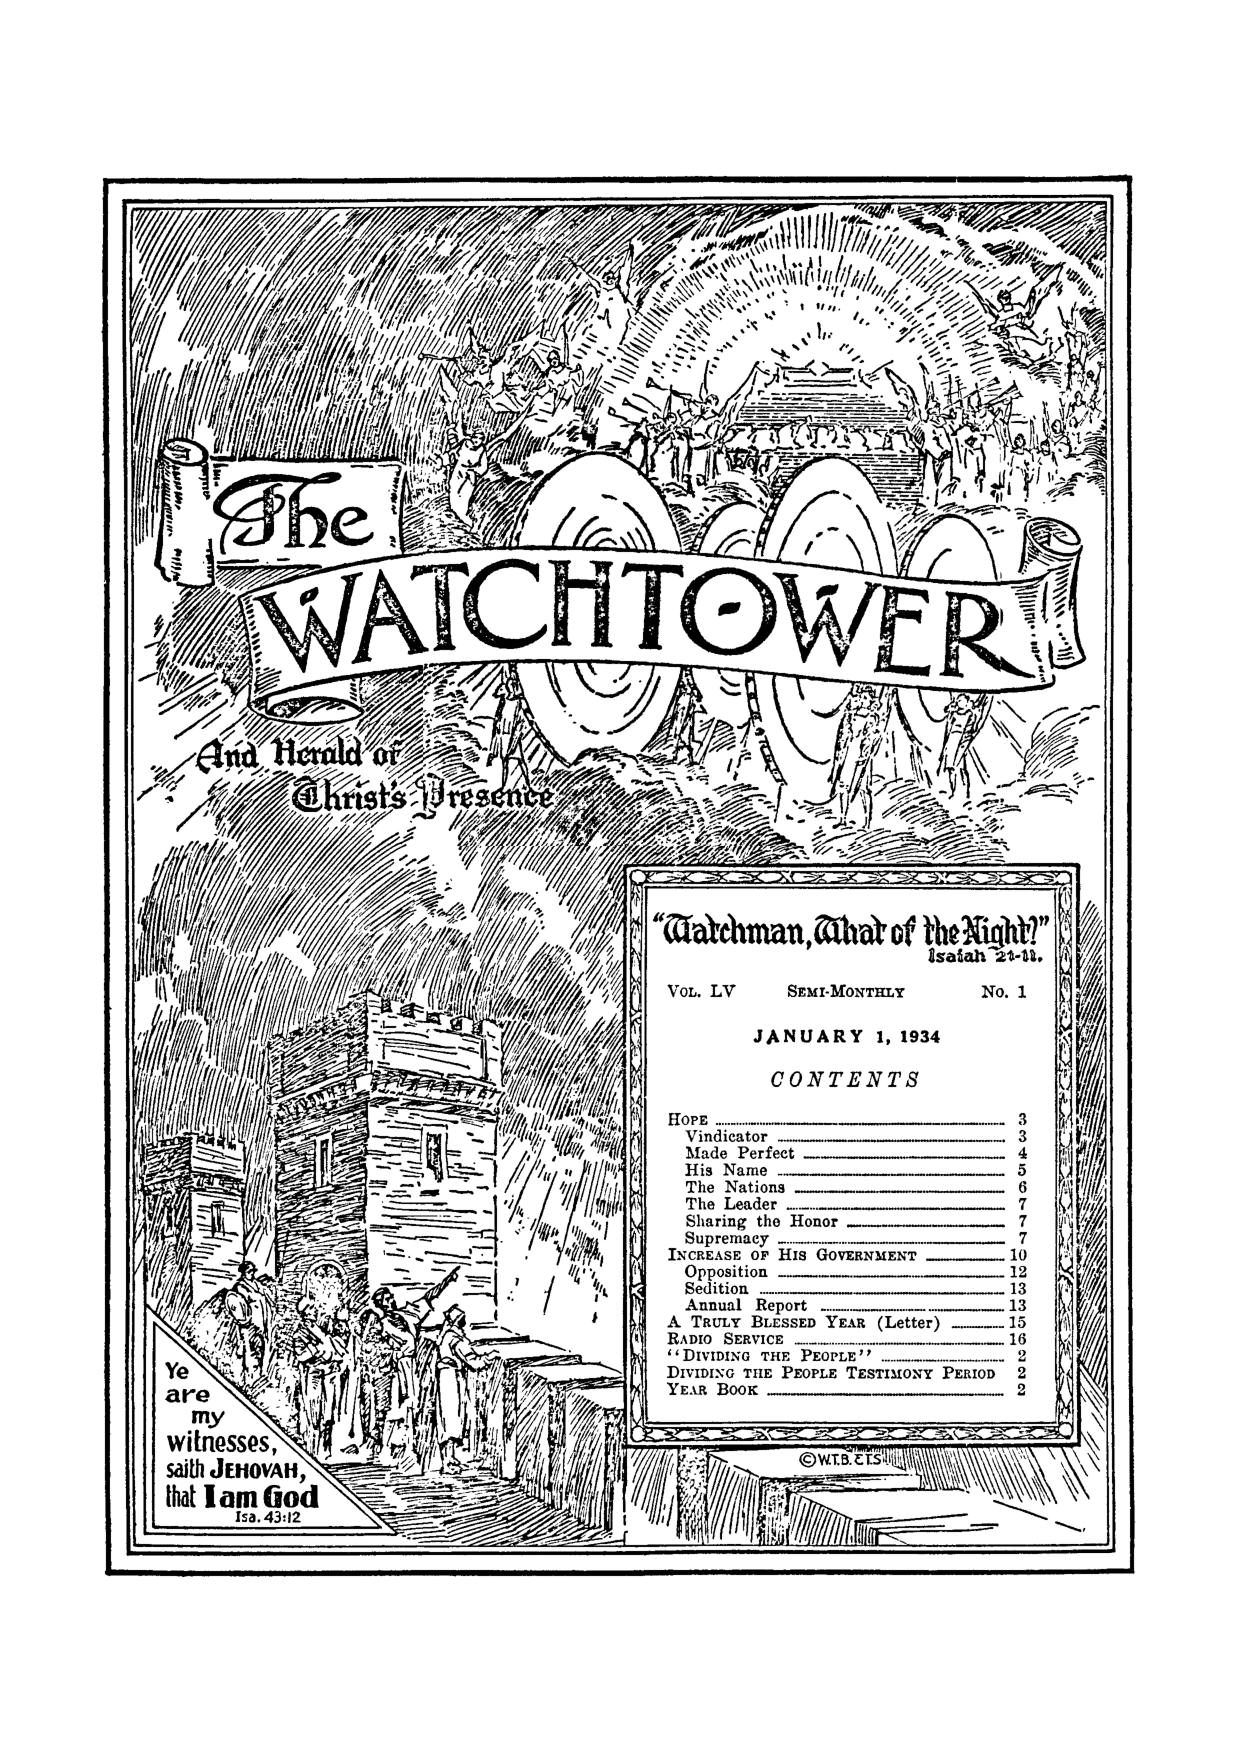 The
WATCHTOWER
And Herald of
Christ's Presence
"Watchman, What of the Night?"
Isaiah 21-11.
VOL. LV SEMI-MONTHLY No. 1
JANUARY 1, 1934
CONTENTS
HOPE 3
Vindicator 3
Made Perfect 4
His Name 5
The Nations 6
The Leader 7
Sharing the Honor 7
Supremacy 7
INCREASE OF HIS GOVERNMENT 10
Opposition 12
Sedition 13
Annual Report 13
A TRULY BLESSED YEAR (Letter) 15
RADIO SERVICE 16
"DIVIDING THE PEOPLE" 2
DIVIDING THE PEOPLE TESTIMONY PERIOD 2
YEAR BOOK 2
©W.T.B.&T.S.
Ye
are
my
witnesses,
saith JEHOVAH,
that I am God
Isa. 43:12